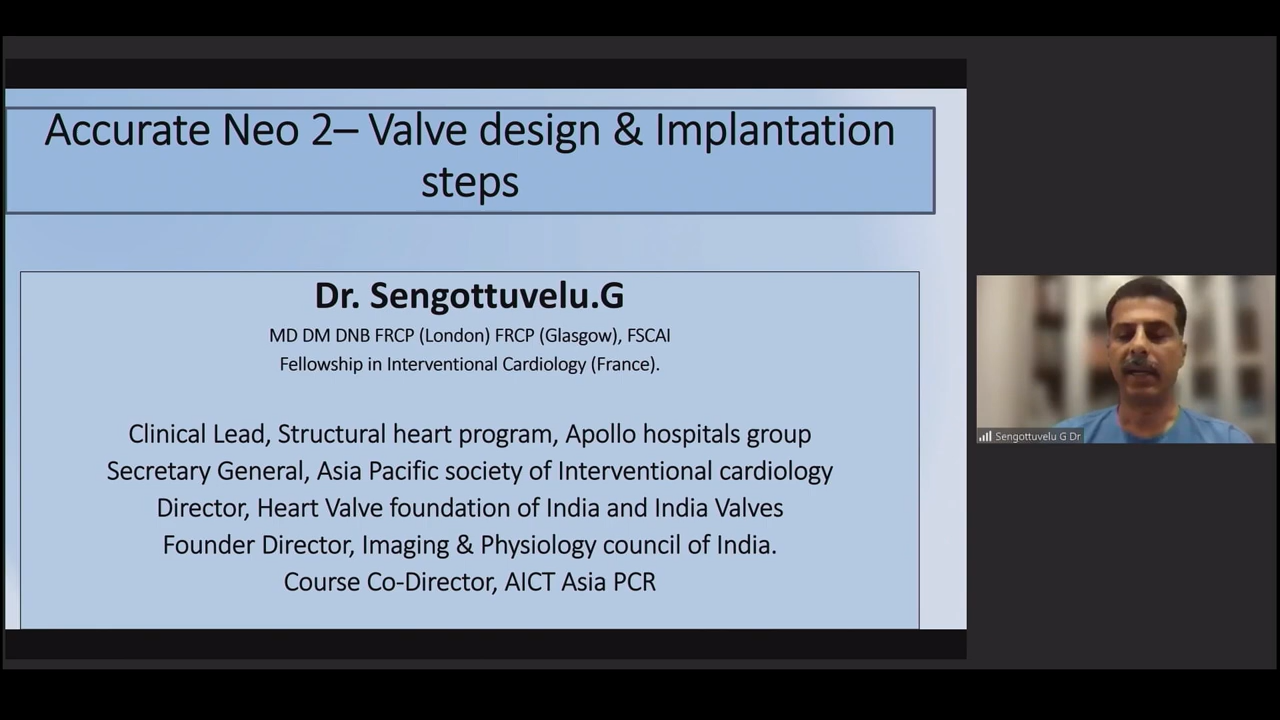 Accurate Neo 2– Valve design & Implantation
steps
Dr. Sengottuvelu.G
MD DM DNB FRCP (London) FRCP (Glasgow), FSCAI
Fellowship in Interventional Cardiology (France).
Clinical Lead, Structural heart program, Apollo hospitals group
Secretary General, Asia Pacific society of Interventional cardiology
Director, Heart Valve foundation of India and India Valves
Founder Director, Imaging & Physiology council of India.
Course Co-Director, AICT Asia PCR
Sengottuvelu G Dr